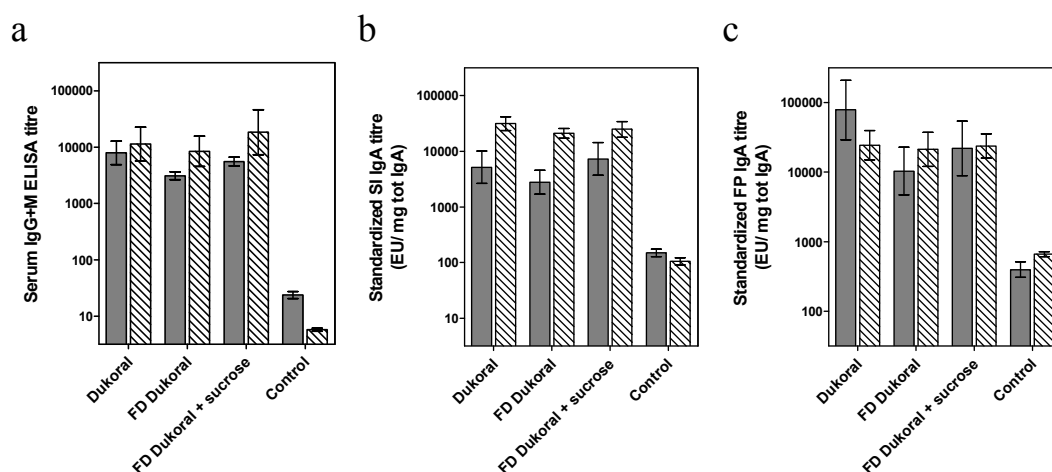 a
b
c
Serum IgG+M ELISA titre
100000
10000
1000
100
10
Dukoral
FD Dukoral
FD Dukoral + sucrose
Control
Standardized SI IgA titre
(EU/ mg tot IgA)
100000
10000
1000
100
10
Dukoral
FD Dukoral
FD Dukoral + sucrose
Control
Standardized FP IgA titre
(EU/ mg tot IgA)
100000
10000
1000
100
Dukoral
FD Dukoral
FD Dukoral + sucrose
Control